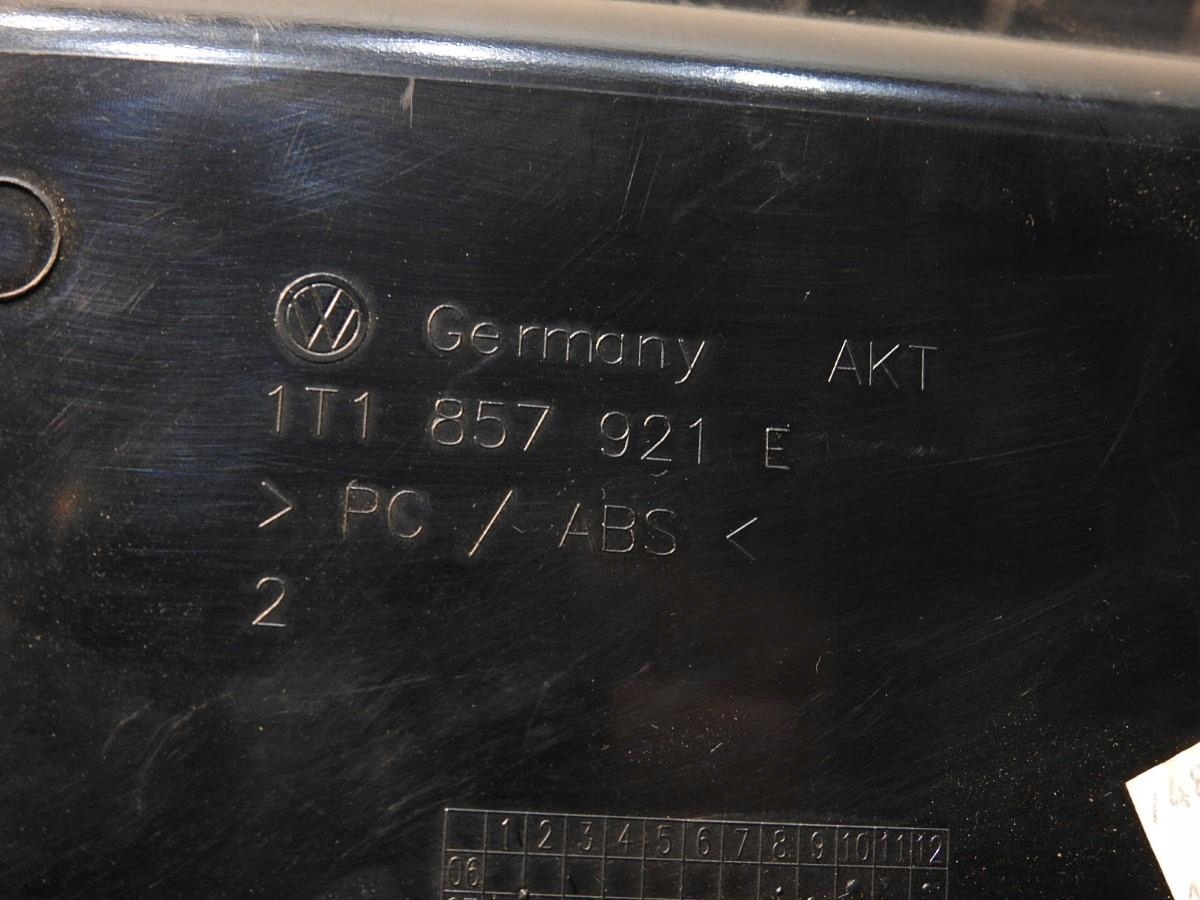 VW Germany AKT
1T1 857 921 E
> PC / ABS <
2
1 2 3 4 5 6 7 8 9 10 11 12
06